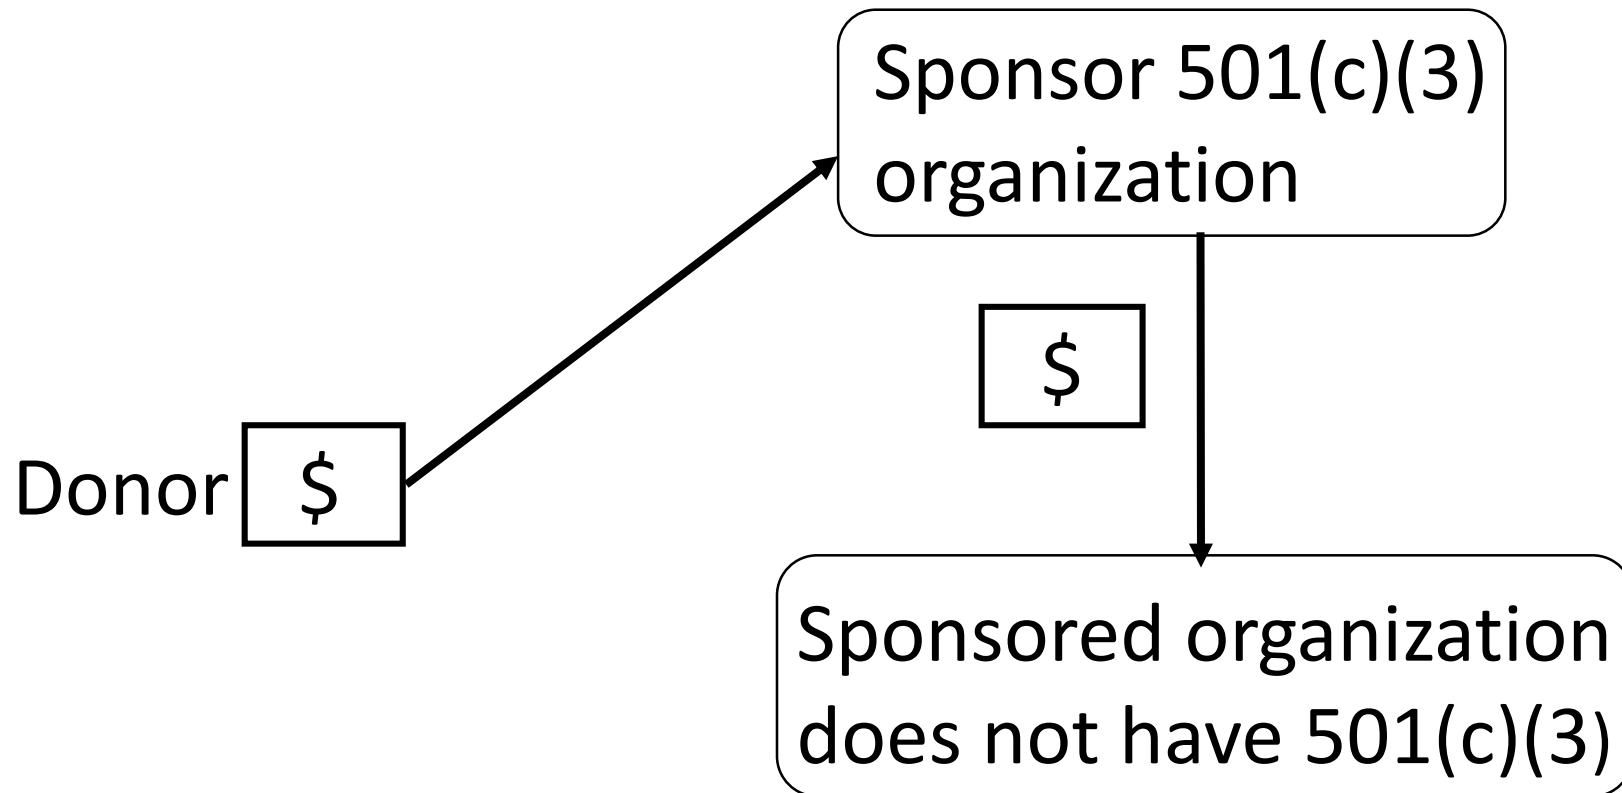 Sponsor 501(c)(3)
organization
$
Donor $
Sponsored organization
does not have 501(c)(3)